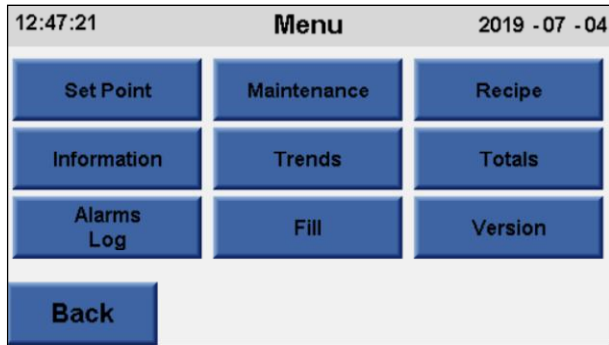 12:47:21 Menu 2019 - 07 - 04
Set Point Maintenance Recipe
Information Trends Totals
Alarms
Log Fill Version
Back